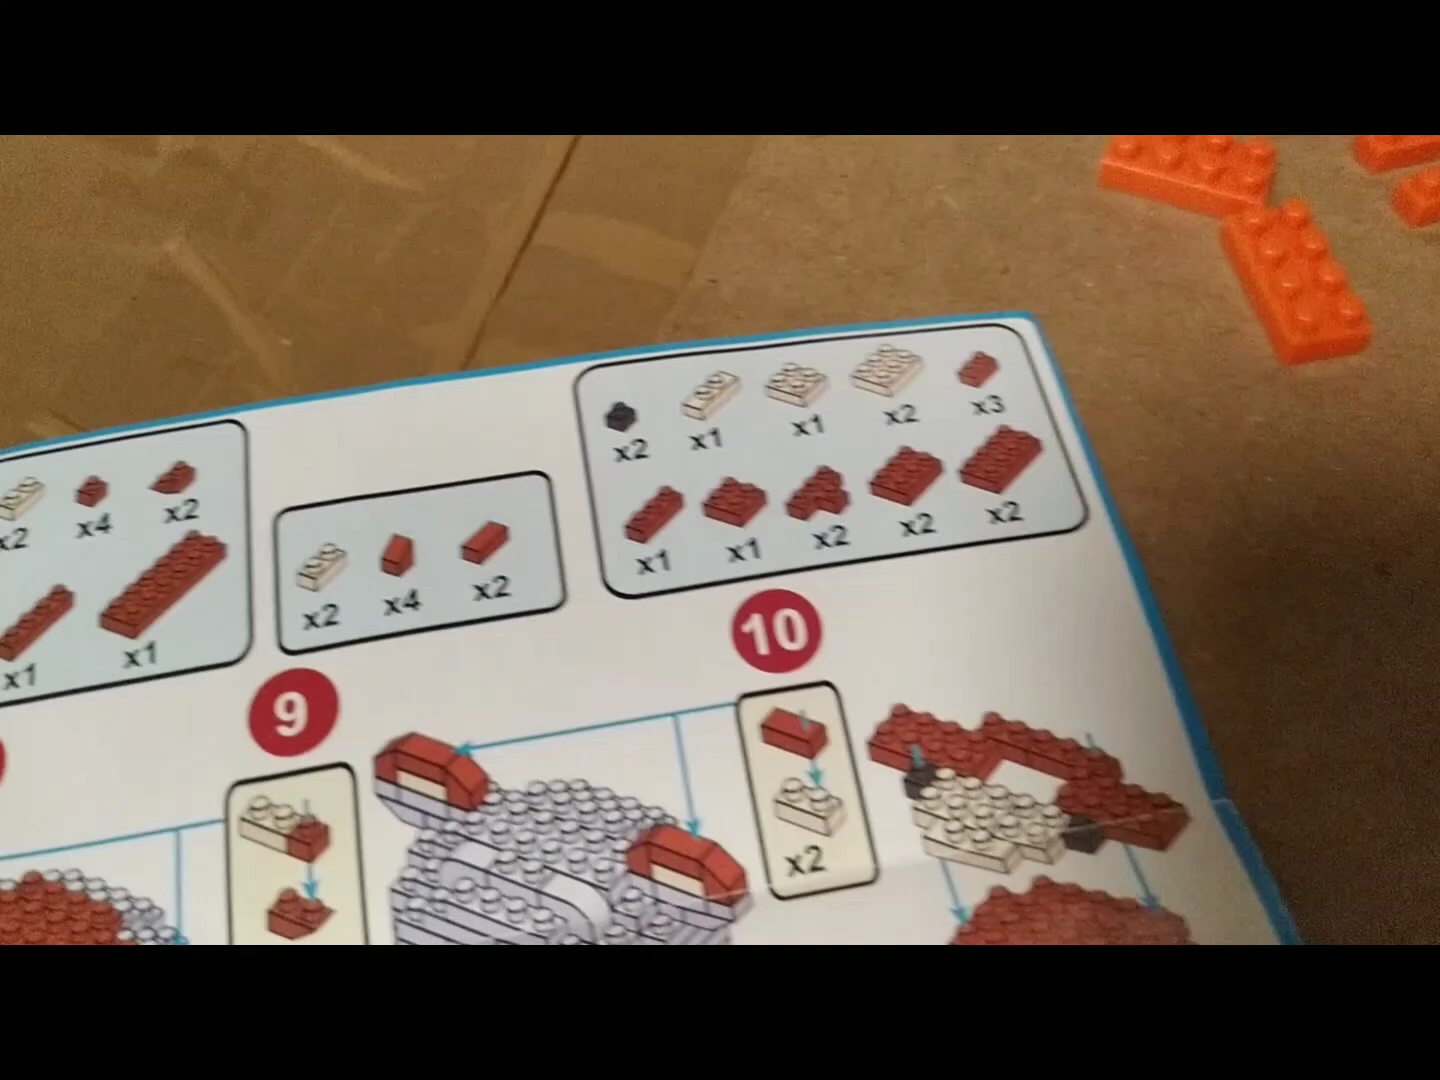 x2 x1 x1 x2 x3
x1 x1 x2 x2 x2
x2 x4 x2
x1 x1
x2 x4 x2
10
9
x2